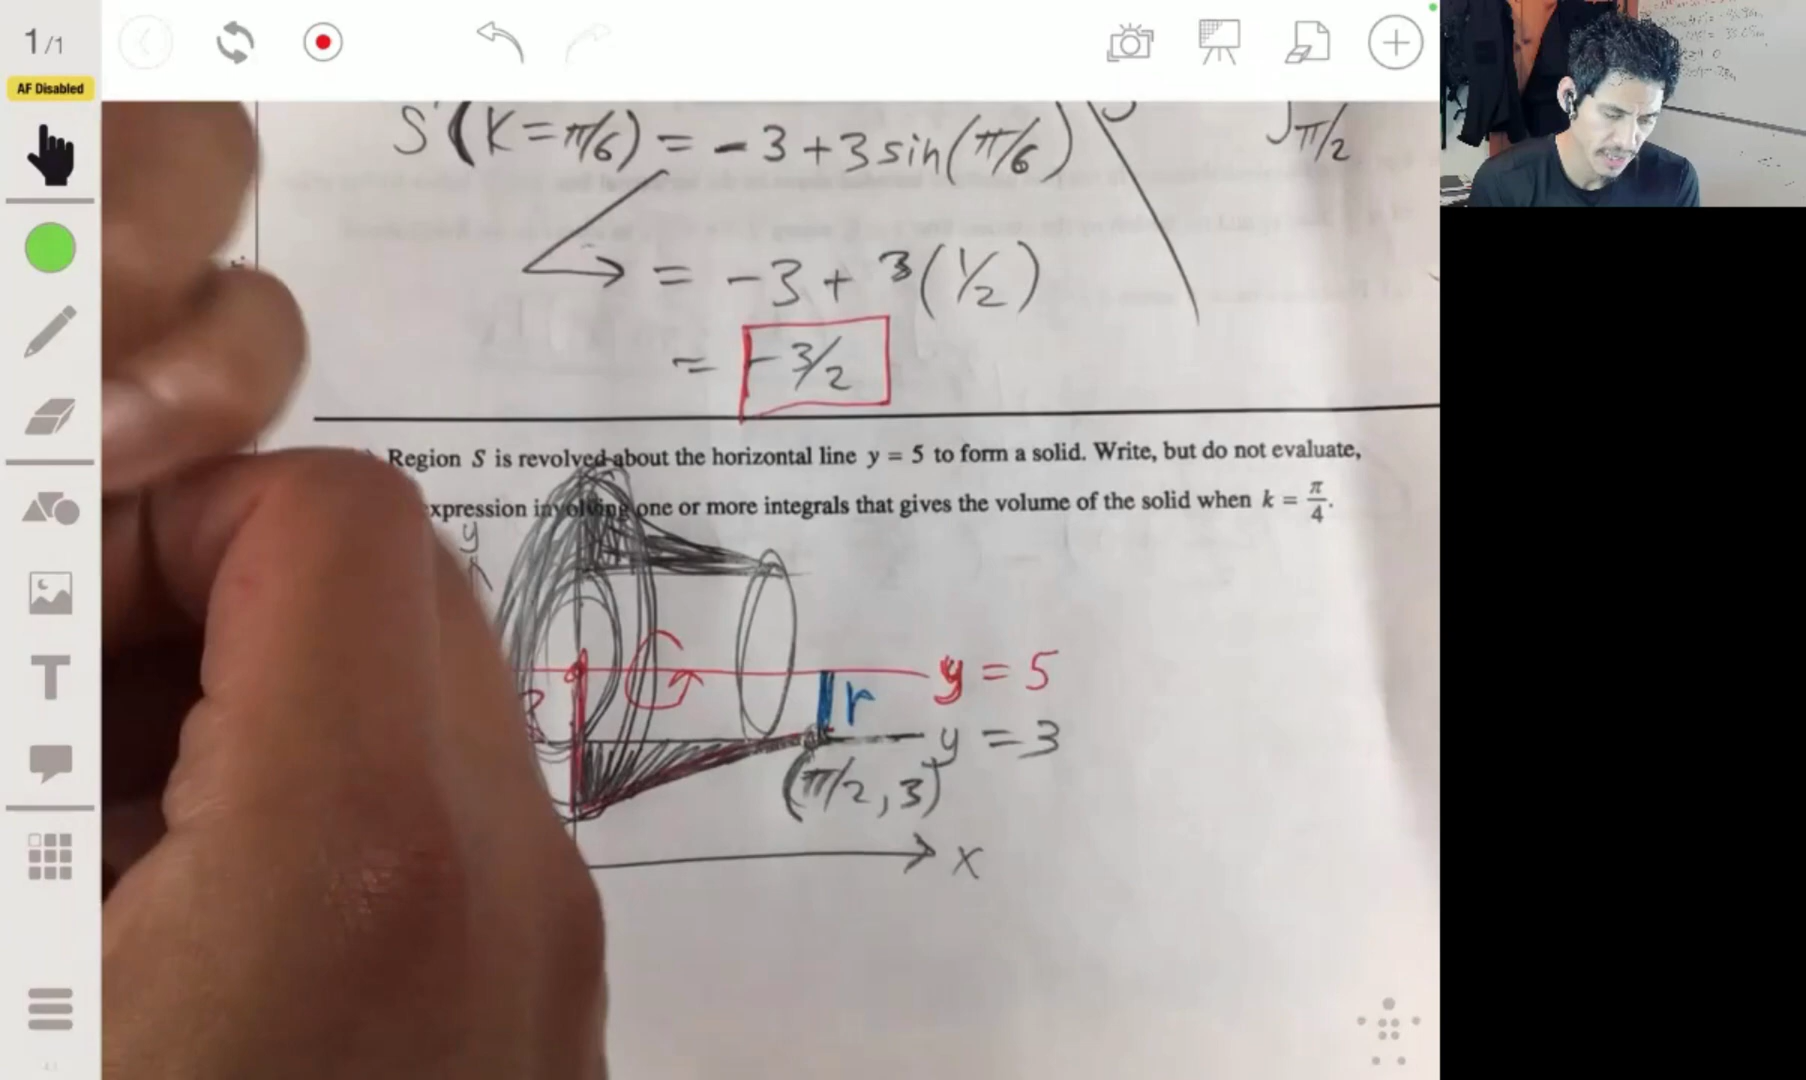 1/1
AF Disabled
S'(K=π/6) = -3+3sin(π/6)
π/2
= -3+3(1/2)
= -3/2
Region S is revolved about the horizontal line y = 5 to form a solid. Write, but do not evaluate,
xpression involving one or more integrals that gives the volume of the solid when k = π/4.
y
y = 5
r
y = 3
(π/2, 3)
x
T